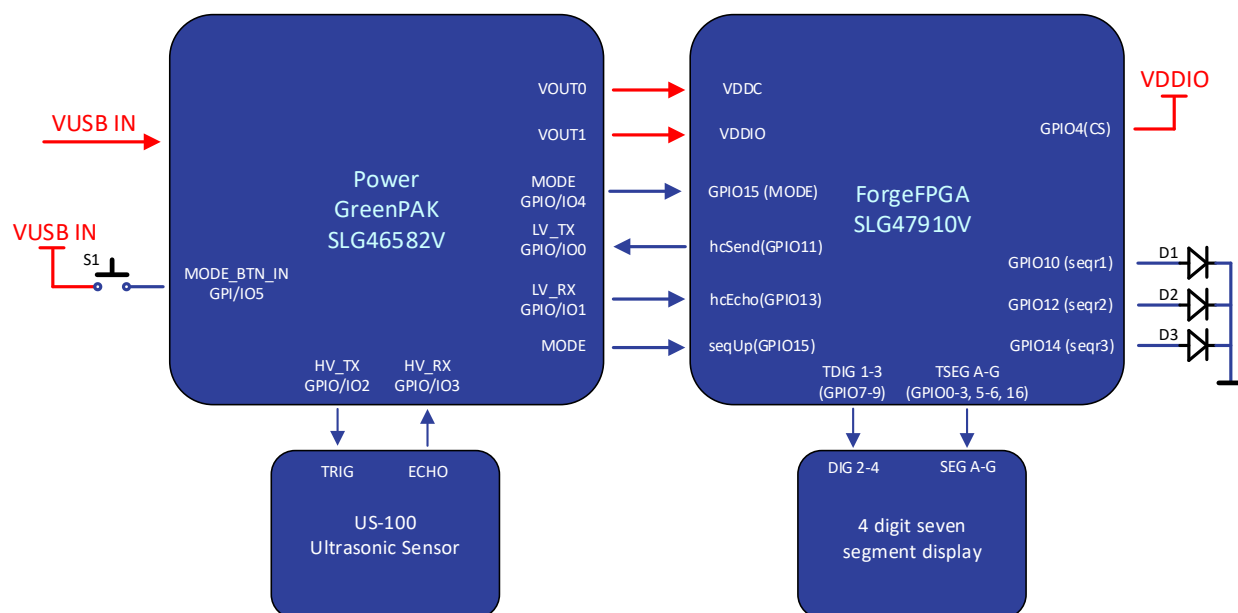 VUSB IN
VUSB IN
S1
MODE_BTN_IN
GPI/IO5
Power
GreenPAK
SLG46582V
VOUT0
VOUT1
MODE
GPIO/IO4
LV_TX
GPIO/IO0
LV_RX
GPIO/IO1
MODE
HV_TX
GPIO/IO2
HV_RX
GPIO/IO3
TRIG
ECHO
US-100
Ultrasonic Sensor
VDDC
VDDIO
GPIO15 (MODE)
hcSend(GPIO11)
hcEcho(GPIO13)
seqUp(GPIO15)
ForgeFPGA
SLG47910V
GPIO4(CS)
VDDIO
GPIO10 (seqr1)
GPIO12 (seqr2)
GPIO14 (seqr3)
D1
D2
D3
TDIG 1-3
(GPIO7-9)
TSEG A-G
(GPIO0-3, 5-6, 16)
DIG 2-4
SEG A-G
4 digit seven
segment display